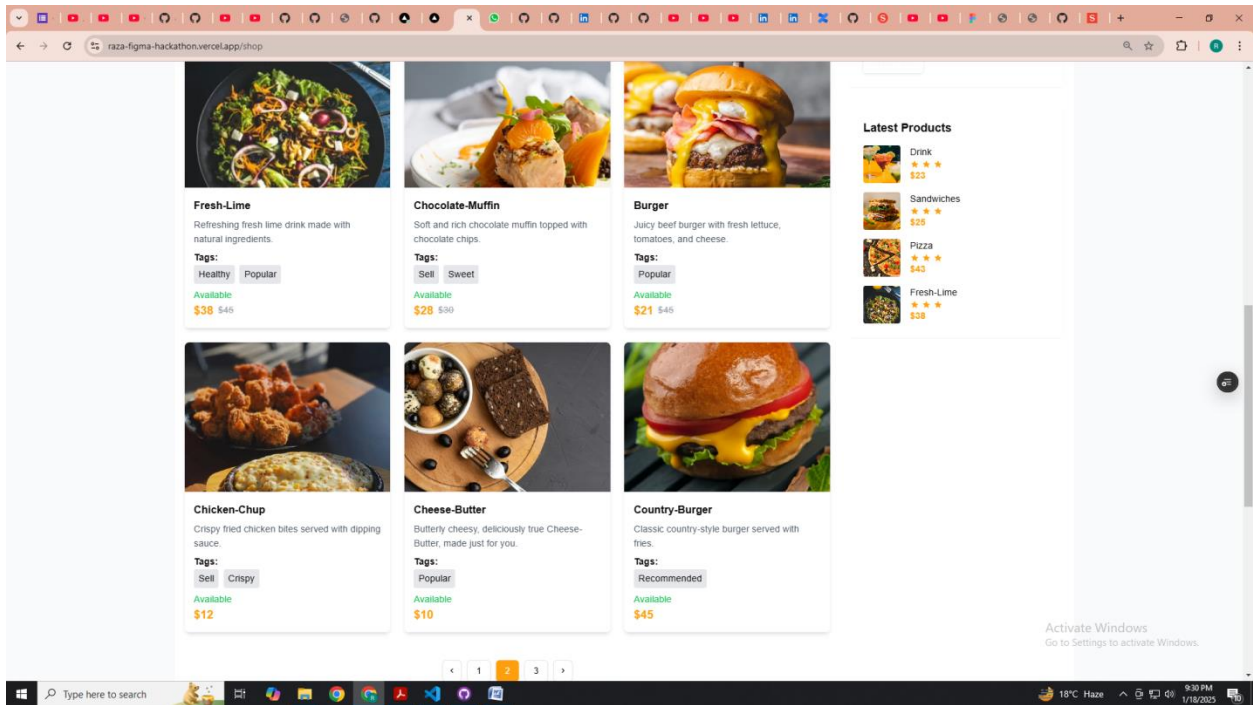 raza-figma-hackathon.vercel.app/shop
Fresh-Lime
Refreshing fresh lime drink made with
natural ingredients.
Tags:
Healthy Popular
Available
$38 $45
Chocolate-Muffin
Soft and rich chocolate muffin topped with
chocolate chips.
Tags:
Sell Sweet
Available
$28 $30
Burger
Juicy beef burger with fresh lettuce,
tomatoes, and cheese.
Tags:
Popular
Available
$21 $45
Latest Products
Drink
$23
Sandwiches
$25
Pizza
$43
Fresh-Lime
$38
Chicken-Chup
Crispy fried chicken bites served with dipping
sauce.
Tags:
Sell Crispy
Available
$12
Cheese-Butter
Butterly cheesy, deliciously true Cheese-
Butter, made just for you.
Tags:
Popular
Available
$10
Country-Burger
Classic country-style burger served with
fries.
Tags:
Recommended
Available
$45
1 2 3
Activate Windows
Go to Settings to activate Windows.
Type here to search
18°C Haze
9:30 PM
1/18/2025